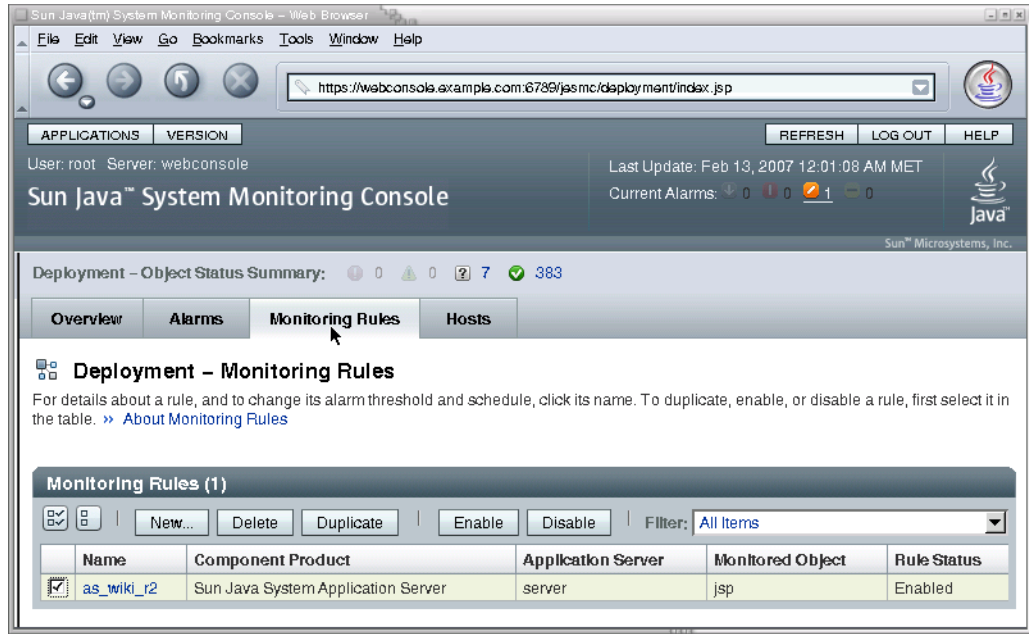 Sun Java(tm) System Monitoring Console – Web Browser
File Edit View Go Bookmarks Tools Window Help
https://webconsole.example.com:6789/jesmc/deployment/index.jsp
APPLICATIONS VERSION REFRESH LOG OUT HELP
User: root Server: webconsole
Last Update: Feb 13, 2007 12:01:08 AM MET
Sun Java™ System Monitoring Console
Current Alarms: 0 0 1 0
Java™
Sun™ Microsystems, Inc.
Deployment – Object Status Summary: 0 0 ? 7 383
Overview Alarms Monitoring Rules Hosts
Deployment – Monitoring Rules
For details about a rule, and to change its alarm threshold and schedule, click its name. To duplicate, enable, or disable a rule, first select it in
the table. » About Monitoring Rules
Monitoring Rules (1)
New... Delete Duplicate Enable Disable Filter: All Items
Name Component Product Application Server Monitored Object Rule Status
as_wiki_r2 Sun Java System Application Server server jsp Enabled